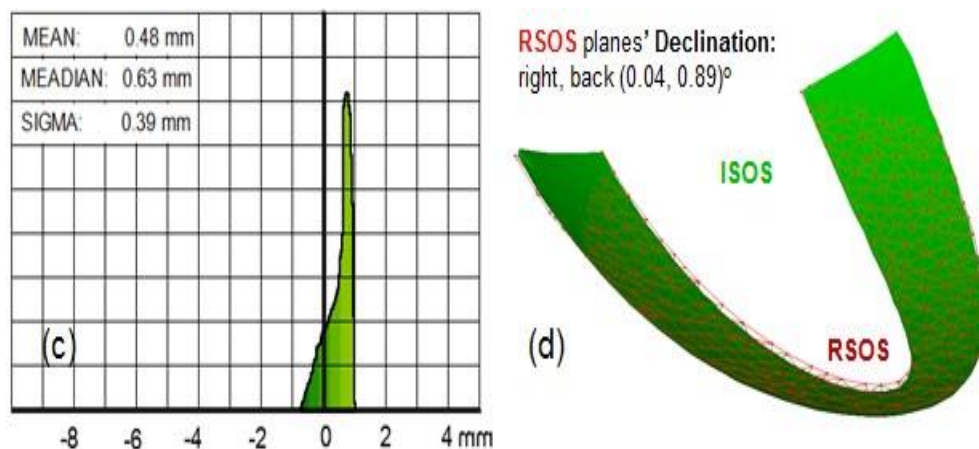 MEAN: 0.48 mm
MEADIAN: 0.63 mm
SIGMA: 0.39 mm
(c)
-8 -6 -4 -2 0 2 4 mm
RSOS planes' Declination:
right, back (0.04, 0.89)º
ISOS
RSOS
(d)